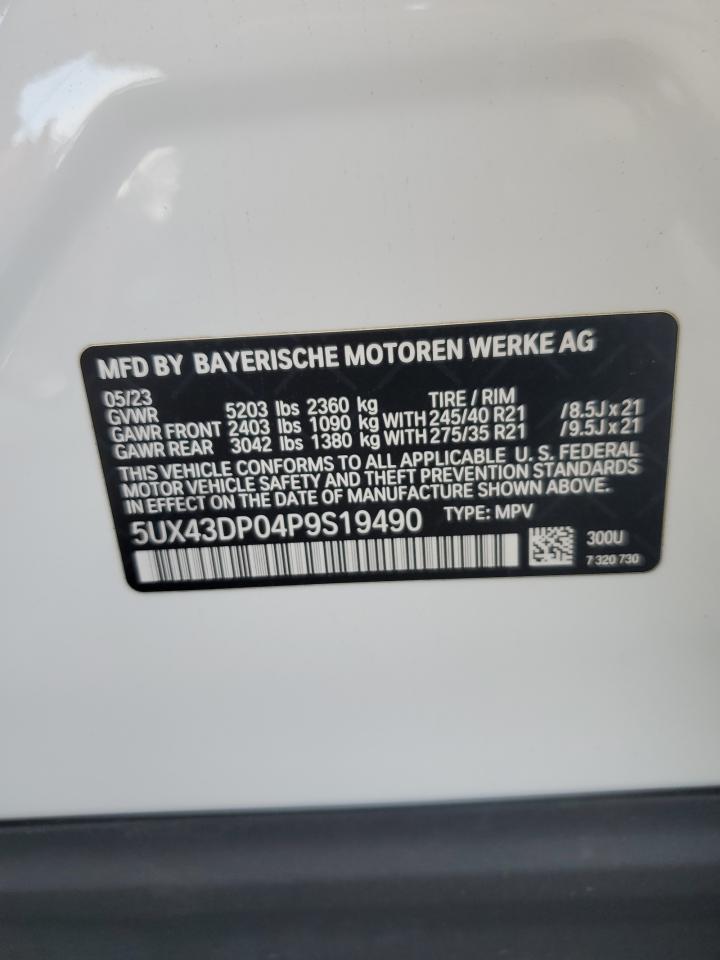 MFD BY BAYERISCHE MOTOREN WERKE AG
05/23 TIRE / RIM
GVWR 5203 lbs 2360 kg
GAWR FRONT 2403 lbs 1090 kg WITH 245/40 R21 /8.5J x 21
GAWR REAR 3042 lbs 1380 kg WITH 275/35 R21 /9.5J x 21
THIS VEHICLE CONFORMS TO ALL APPLICABLE U. S. FEDERAL
MOTOR VEHICLE SAFETY AND THEFT PREVENTION STANDARDS
IN EFFECT ON THE DATE OF MANUFACTURE SHOWN ABOVE.
5UX43DP04P9S19490 TYPE: MPV
300U
7 320 730